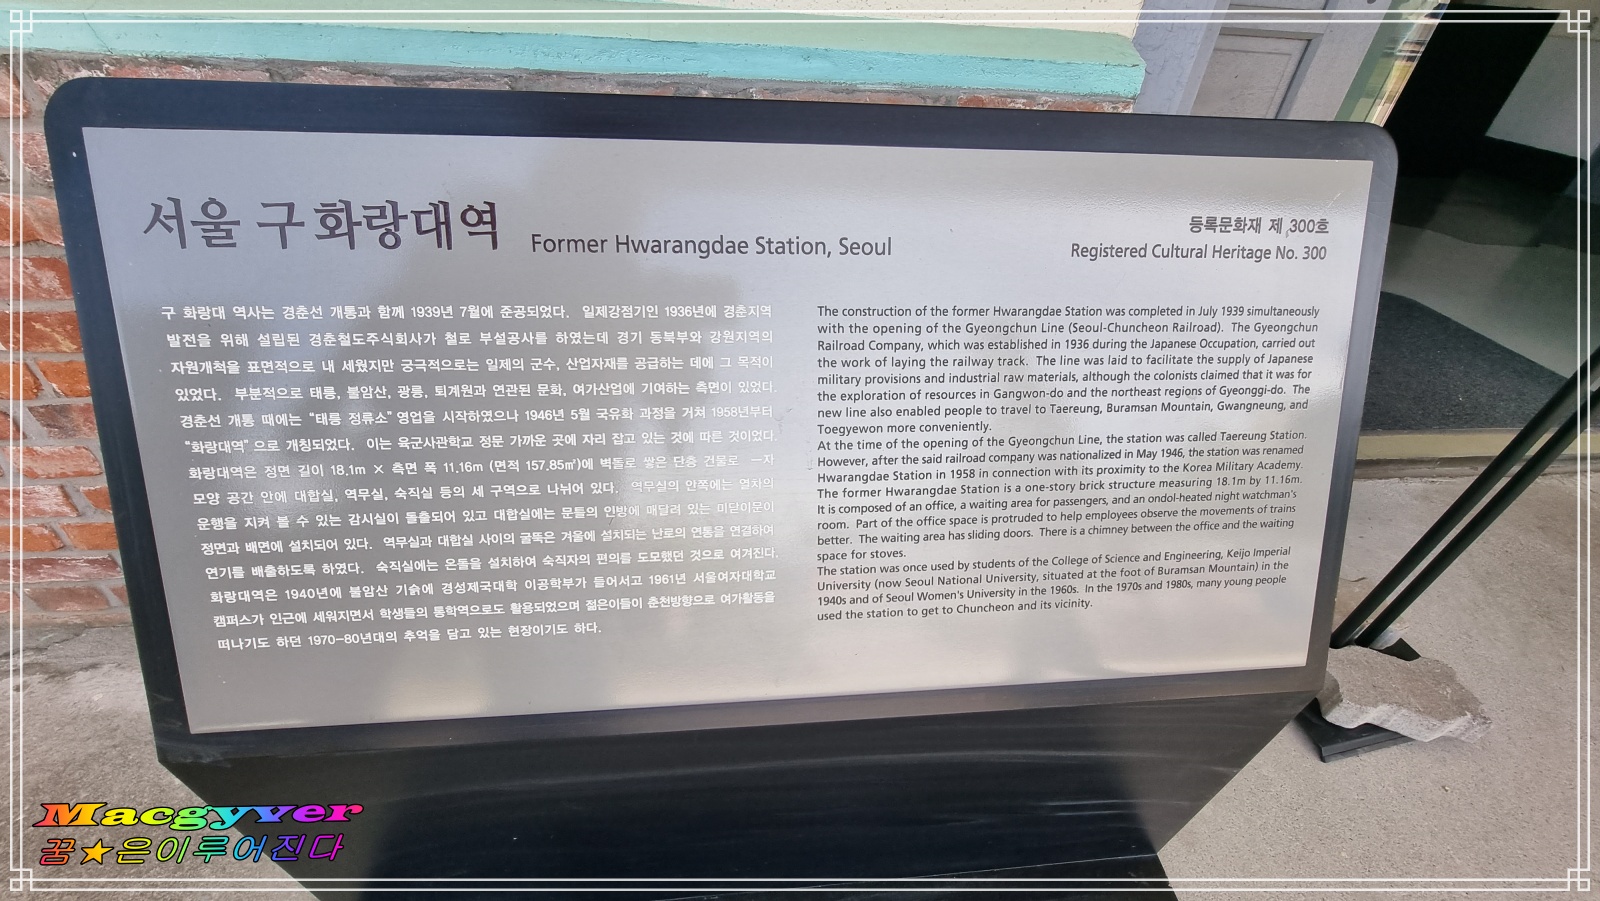 서울 구 화랑대역 Former Hwarangdae Station, Seoul
등록문화재 제 300호
Registered Cultural Heritage No. 300
구 화랑대 역사는 경춘선 개통과 함께 1939년 7월에 준공되었다. 일제강점기인 1936년에 경춘지역
발전을 위해 설립된 경춘철도주식회사가 철로 부설공사를 하였는데 경기 동북부와 강원지역의
자원개척을 표면적으로 내 세웠지만 궁극적으로는 일제의 군수, 산업자재를 공급하는 데에 그 목적이
있었다. 부분적으로 태릉, 불암산, 광릉, 퇴계원과 연관된 문화, 여가산업에 기여하는 측면이 있었다.
경춘선 개통 때에는 “태릉 정류소” 영업을 시작하였으나 1946년 5월 국유화 과정을 거쳐 1958년부터
“화랑대역” 으로 개칭되었다. 이는 육군사관학교 정문 가까운 곳에 자리 잡고 있는 것에 따른 것이었다.
화랑대역은 정면 길이 18.1m × 측면 폭 11.16m (면적 157.85㎡)에 벽돌로 쌓은 단층 건물로 一자
모양 공간 안에 대합실, 역무실, 숙직실 등의 세 구역으로 나뉘어 있다. 역무실의 안쪽에는 열차의
운행을 지켜 볼 수 있는 감시실이 돌출되어 있고 대합실에는 문틀의 인방에 매달려 있는 미닫이문이
정면과 배면에 설치되어 있다. 역무실과 대합실 사이의 굴뚝은 겨울에 설치되는 난로의 연통을 연결하여
연기를 배출하도록 하였다. 숙직실에는 온돌을 설치하여 숙직자의 편의를 도모했던 것으로 여겨진다.
화랑대역은 1940년에 불암산 기슭에 경성제국대학 이공학부가 들어서고 1961년 서울여자대학교
캠퍼스가 인근에 세워지면서 학생들의 통학역으로도 활용되었으며 젊은이들이 춘천방향으로 여가활동을
떠나기도 하던 1970-80년대의 추억을 담고 있는 현장이기도 하다.
The construction of the former Hwarangdae Station was completed in July 1939 simultaneously
with the opening of the Gyeongchun Line (Seoul-Chuncheon Railroad). The Gyeongchun
Railroad Company, which was established in 1936 during the Japanese Occupation, carried out
the work of laying the railway track. The line was laid to facilitate the supply of Japanese
military provisions and industrial raw materials, although the colonists claimed that it was for
the exploration of resources in Gangwon-do and the northeast regions of Gyeonggi-do. The
new line also enabled people to travel to Taereung, Buramsan Mountain, Gwangneung, and
Toegyewon more conveniently.
At the time of the opening of the Gyeongchun Line, the station was called Taereung Station.
However, after the said railroad company was nationalized in May 1946, the station was renamed
Hwarangdae Station in 1958 in connection with its proximity to the Korea Military Academy.
The former Hwarangdae Station is a one-story brick structure measuring 18.1m by 11.16m.
It is composed of an office, a waiting area for passengers, and an ondol-heated night watchman's
room. Part of the office space is protruded to help employees observe the movements of trains
better. The waiting area has sliding doors. There is a chimney between the office and the waiting
space for stoves.
The station was once used by students of the College of Science and Engineering, Keijo Imperial
University (now Seoul National University, situated at the foot of Buramsan Mountain) in the
1940s and of Seoul Women's University in the 1960s. In the 1970s and 1980s, many young people
used the station to get to Chuncheon and its vicinity.
Macgyver
꿈★은이루어진다